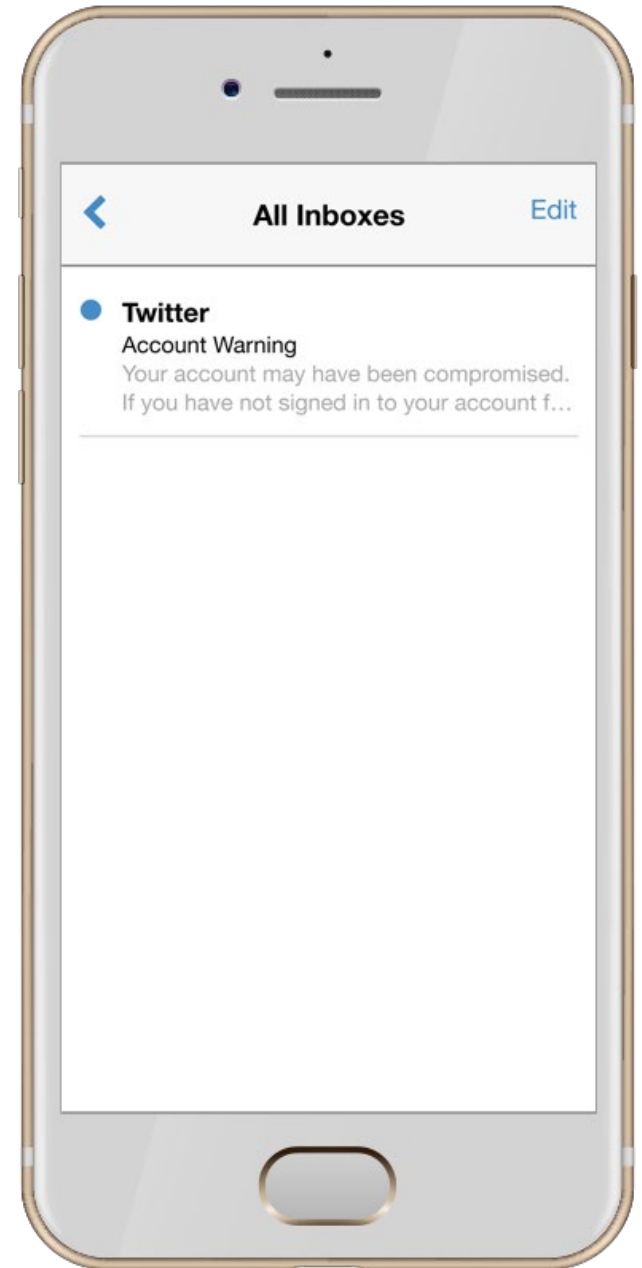 All Inboxes
Edit
Twitter
Account Warning
Your account may have been compromised.
If you have not signed in to your account f...